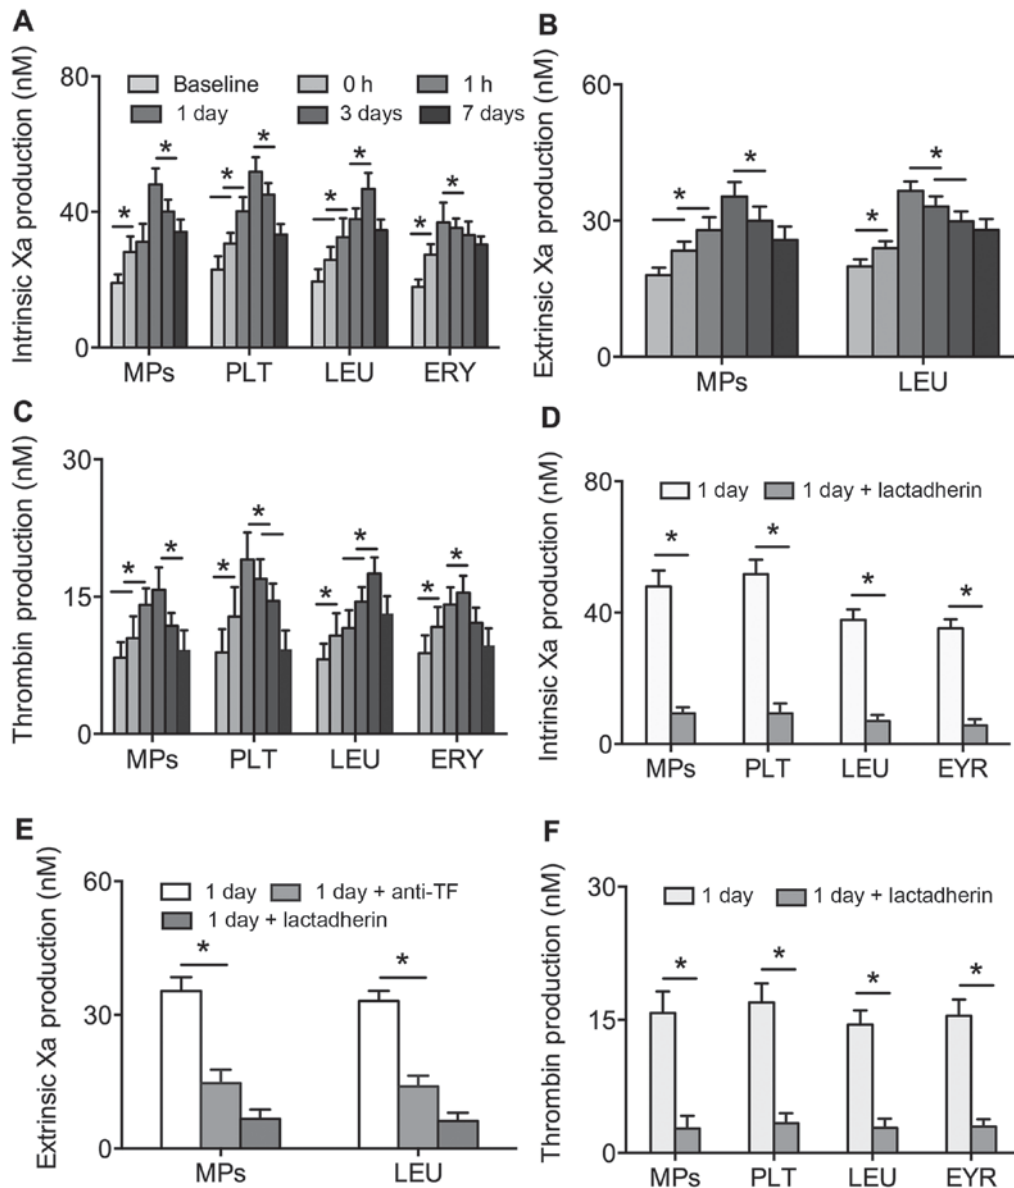 A
Intrinsic Xa production (nM)
80
40
0
Baseline
0 h
1 h
1 day
3 days
7 days
*
*
*
*
*
*
*
*
MPs
PLT
LEU
ERY
B
Extrinsic Xa production (nM)
60
30
0
*
*
*
*
MPs
LEU
C
Thrombin production (nM)
30
15
0
*
*
*
*
*
*
*
*
MPs
PLT
LEU
ERY
D
Intrinsic Xa production (nM)
80
40
0
1 day
1 day + lactadherin
*
*
*
*
MPs
PLT
LEU
EYR
E
Extrinsic Xa production (nM)
60
30
0
1 day
1 day + anti-TF
1 day + lactadherin
*
*
MPs
LEU
F
Thrombin production (nM)
30
15
0
1 day
1 day + lactadherin
*
*
*
*
MPs
PLT
LEU
EYR